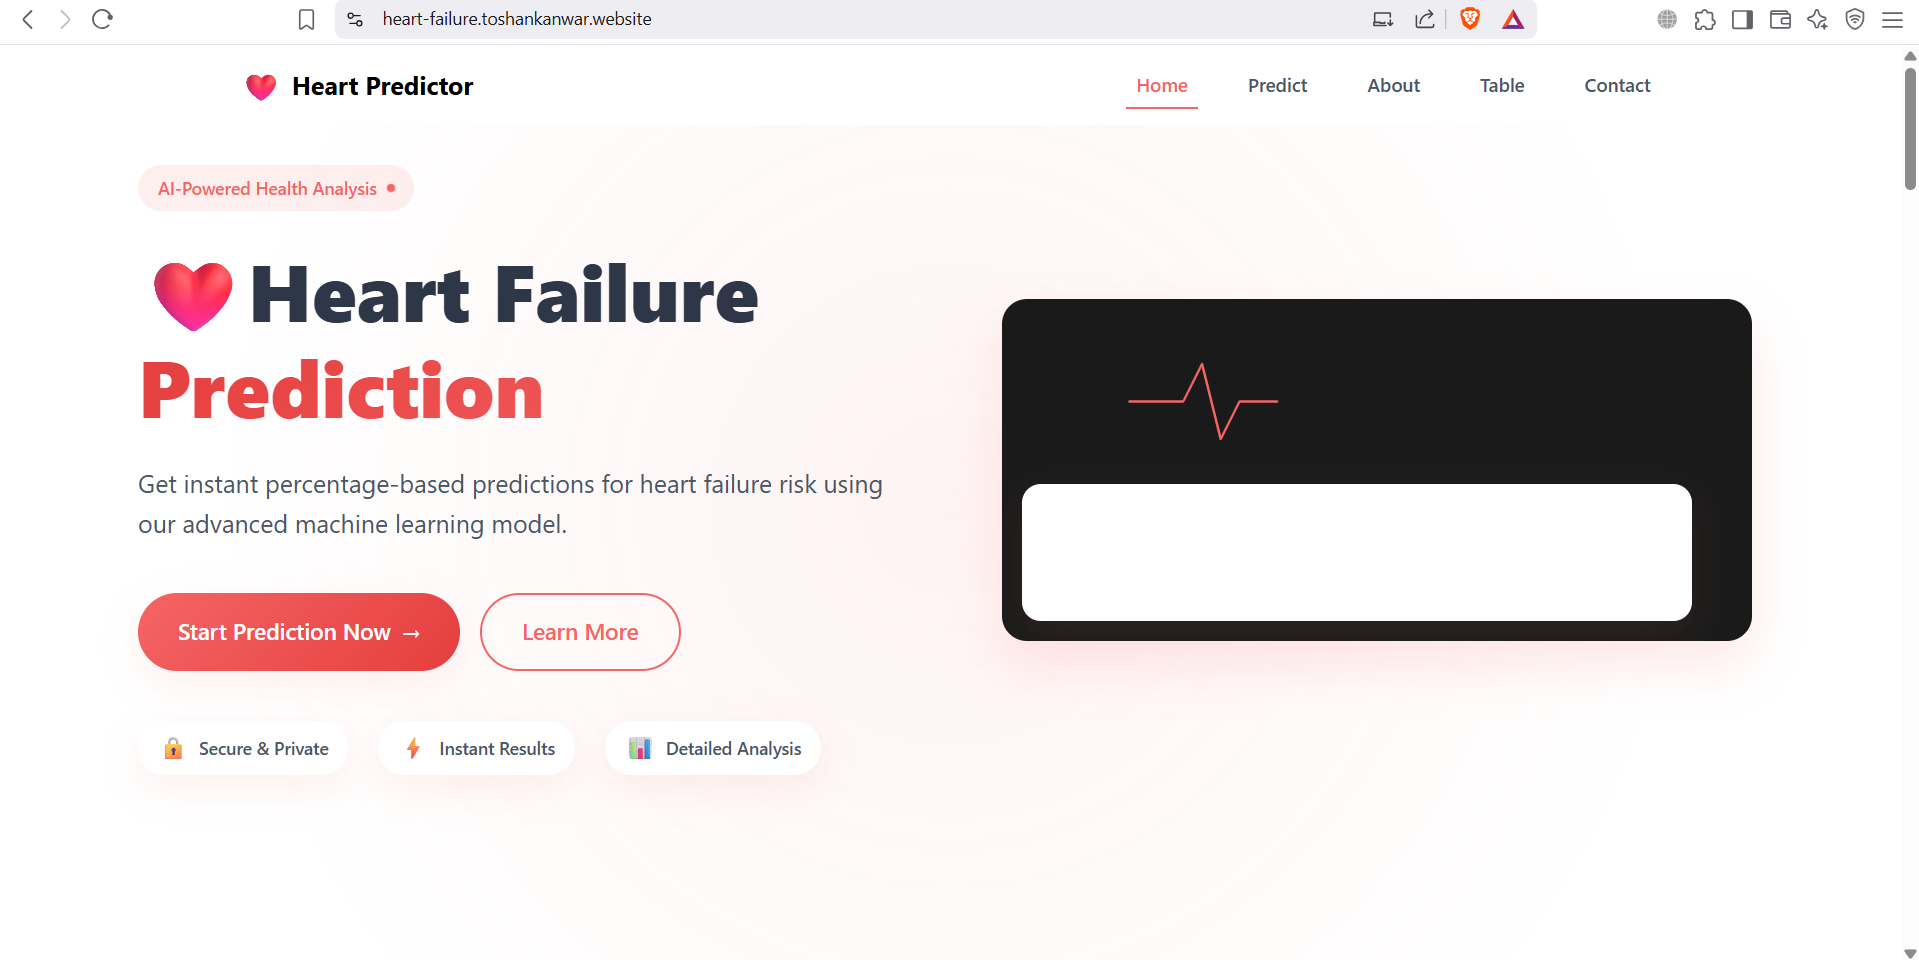 heart-failure.toshankanwar.website
Heart Predictor
Home
Predict
About
Table
Contact
AI-Powered Health Analysis
Heart Failure
Prediction
Get instant percentage-based predictions for heart failure risk using
our advanced machine learning model.
Start Prediction Now →
Learn More
Secure & Private
Instant Results
Detailed Analysis